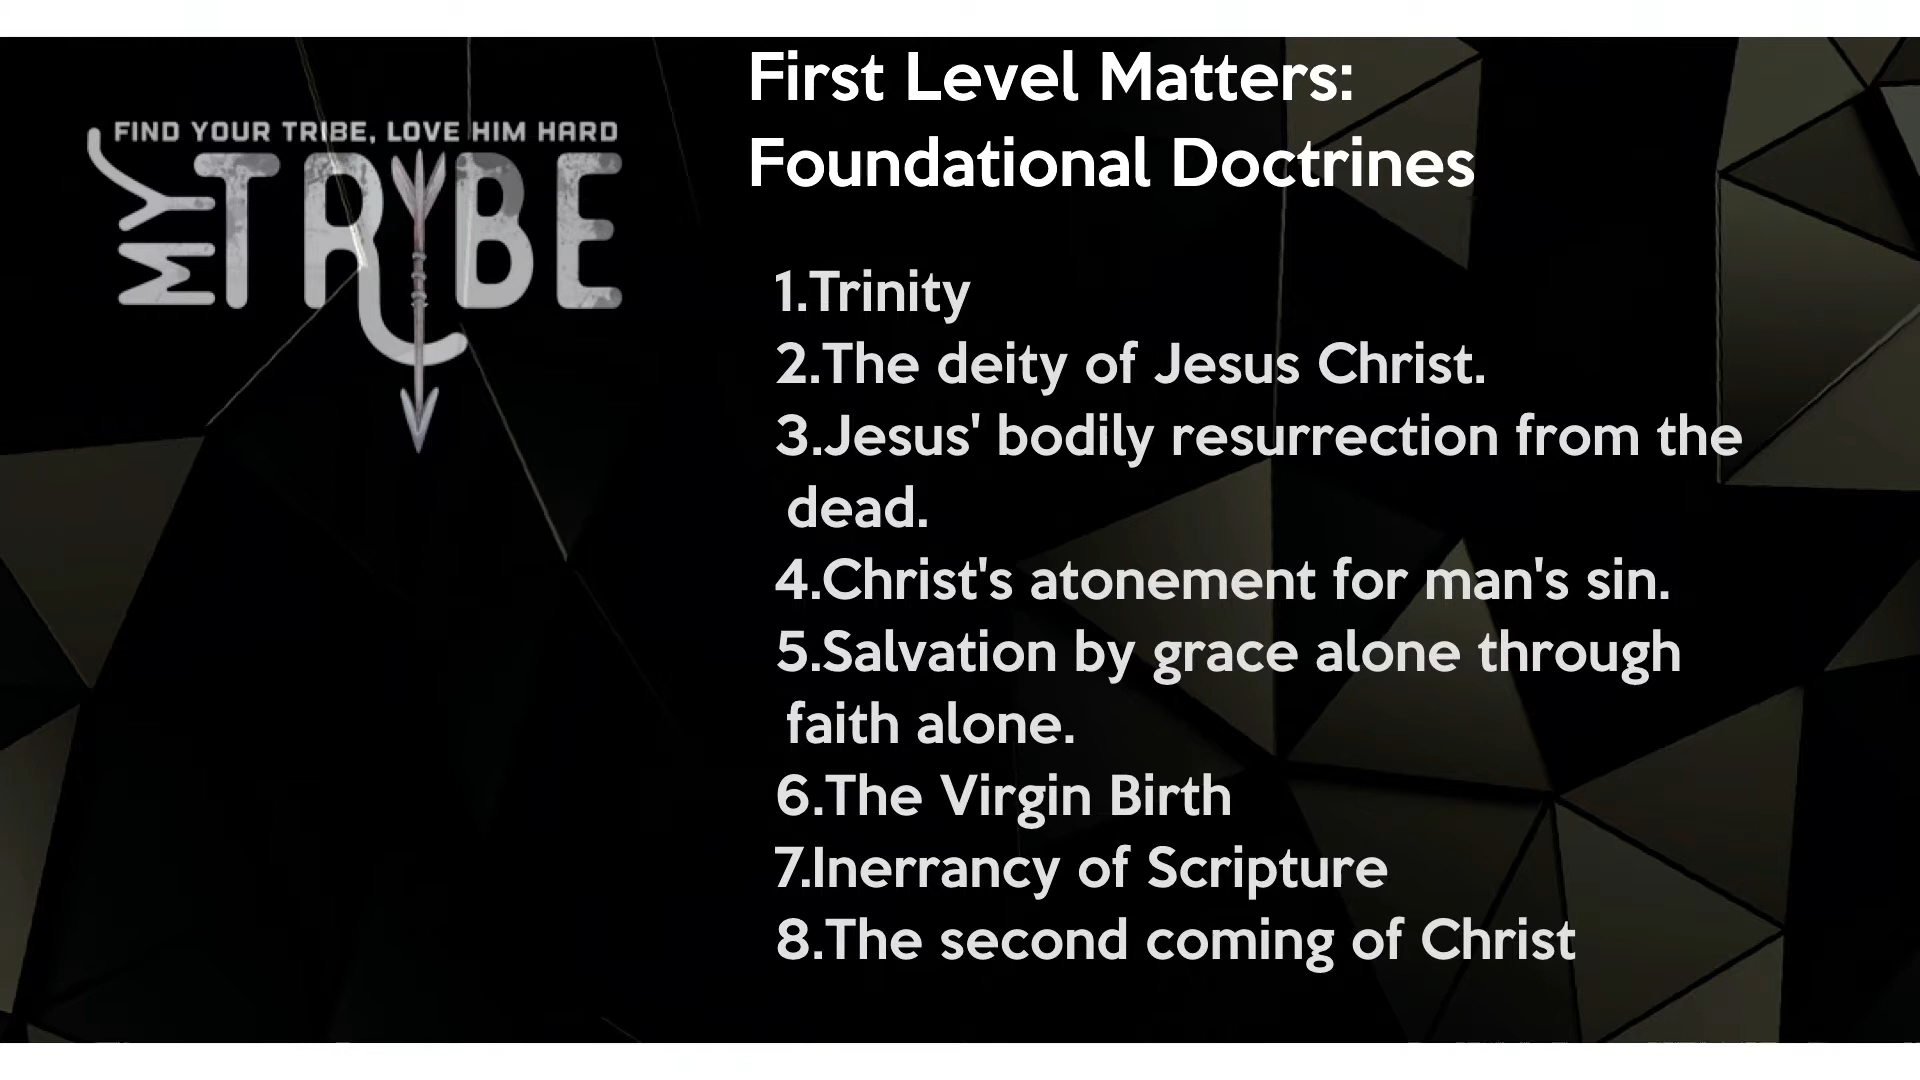 FIND YOUR TRIBE, LOVE HIM HARD
MY TRIBE
First Level Matters:
Foundational Doctrines
1.Trinity
2.The deity of Jesus Christ.
3.Jesus' bodily resurrection from the
dead.
4.Christ's atonement for man's sin.
5.Salvation by grace alone through
faith alone.
6.The Virgin Birth
7.Inerrancy of Scripture
8.The second coming of Christ